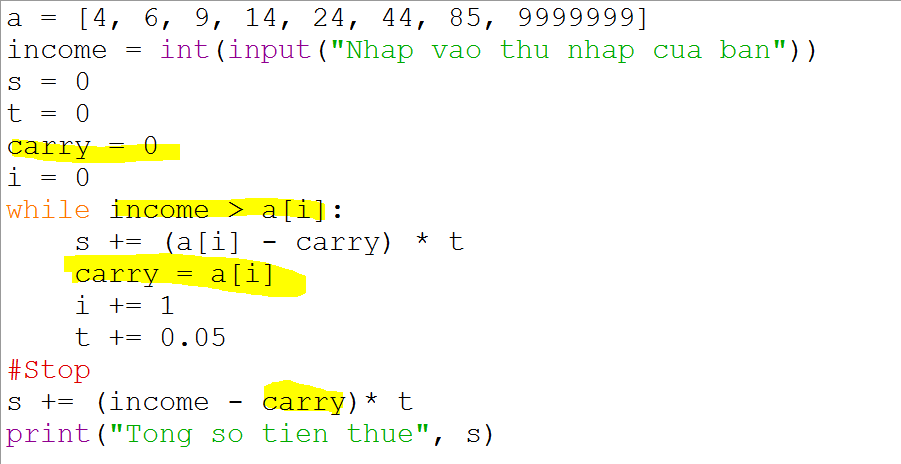 a = [4, 6, 9, 14, 24, 44, 85, 9999999]
income = int(input("Nhap vao thu nhap cua ban"))
s = 0
t = 0
carry = 0
i = 0
while income > a[i]:
    s += (a[i] - carry) * t
    carry = a[i]
    i += 1
    t += 0.05
#Stop
s += (income - carry)* t
print("Tong so tien thue", s)